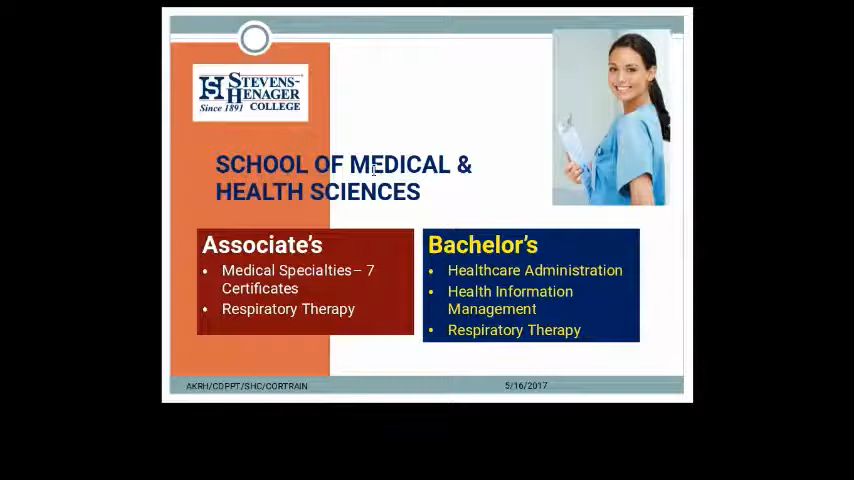 STEVENS-
HENAGER
Since 1891 COLLEGE
SCHOOL OF MEDICAL &
HEALTH SCIENCES
Associate's
• Medical Specialties– 7
Certificates
• Respiratory Therapy
Bachelor's
• Healthcare Administration
• Health Information
Management
• Respiratory Therapy
AKRH/CDPPT/SHC/CORTRAIN
5/16/2017